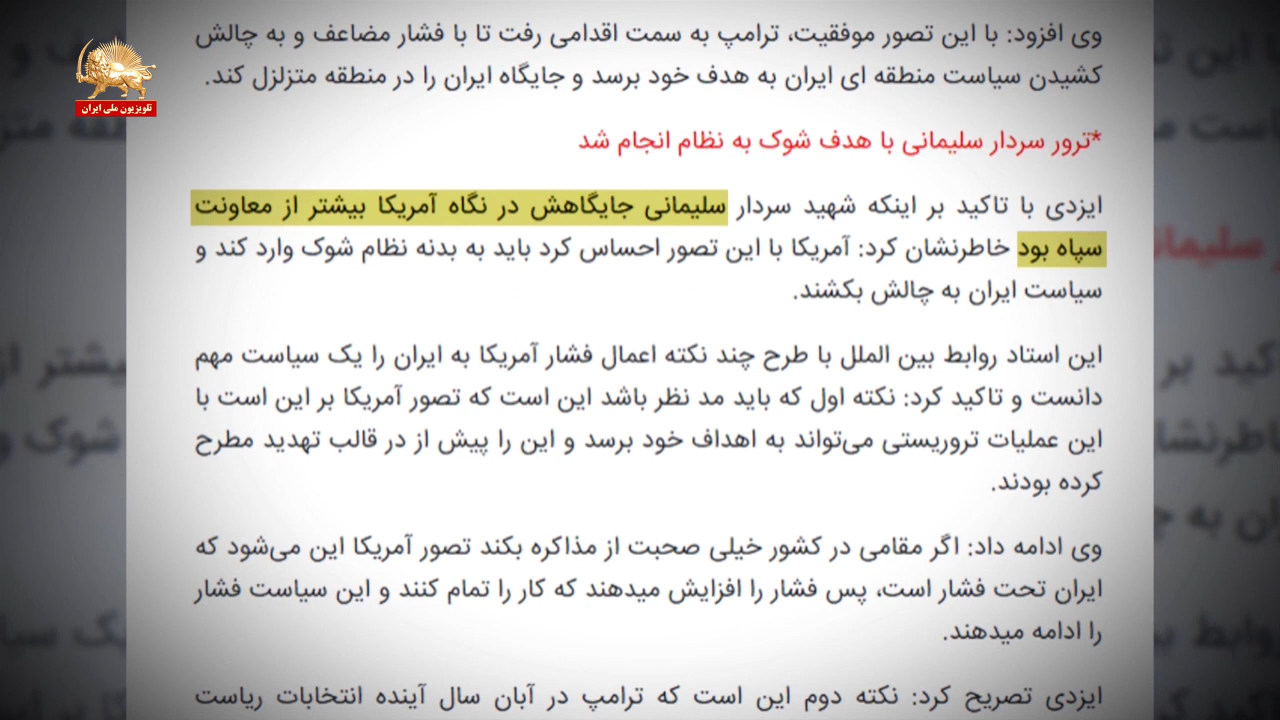 تلویزیون ملی ایران
وی افزود: با این تصور موفقیت، ترامپ به سمت اقدامی رفت تا با فشار مضاعف و به چالش
کشیدن سیاست منطقه ای ایران به هدف خود برسد و جایگاه ایران را در منطقه متزلزل کند.
*ترور سردار سلیمانی با هدف شوک به نظام انجام شد
ایزدی با تاکید بر اینکه شهید سردار سلیمانی جایگاهش در نگاه آمریکا بیشتر از معاونت
سپاه بود خاطرنشان کرد: آمریکا با این تصور احساس کرد باید به بدنه نظام شوک وارد کند و
سیاست ایران به چالش بکشند.
این استاد روابط بین الملل با طرح چند نکته اعمال فشار آمریکا به ایران را یک سیاست مهم
دانست و تاکید کرد: نکته اول که باید مد نظر باشد این است که تصور آمریکا بر این است با
این عملیات تروریستی می‌تواند به اهداف خود برسد و این را پیش از در قالب تهدید مطرح
کرده بودند.
وی ادامه داد: اگر مقامی در کشور خیلی صحبت از مذاکره بکند تصور آمریکا این می‌شود که
ایران تحت فشار است، پس فشار را افزایش میدهند که کار را تمام کنند و این سیاست فشار
را ادامه میدهند.
ایزدی تصریح کرد: نکته دوم این است که ترامپ در آبان سال آینده انتخابات ریاست